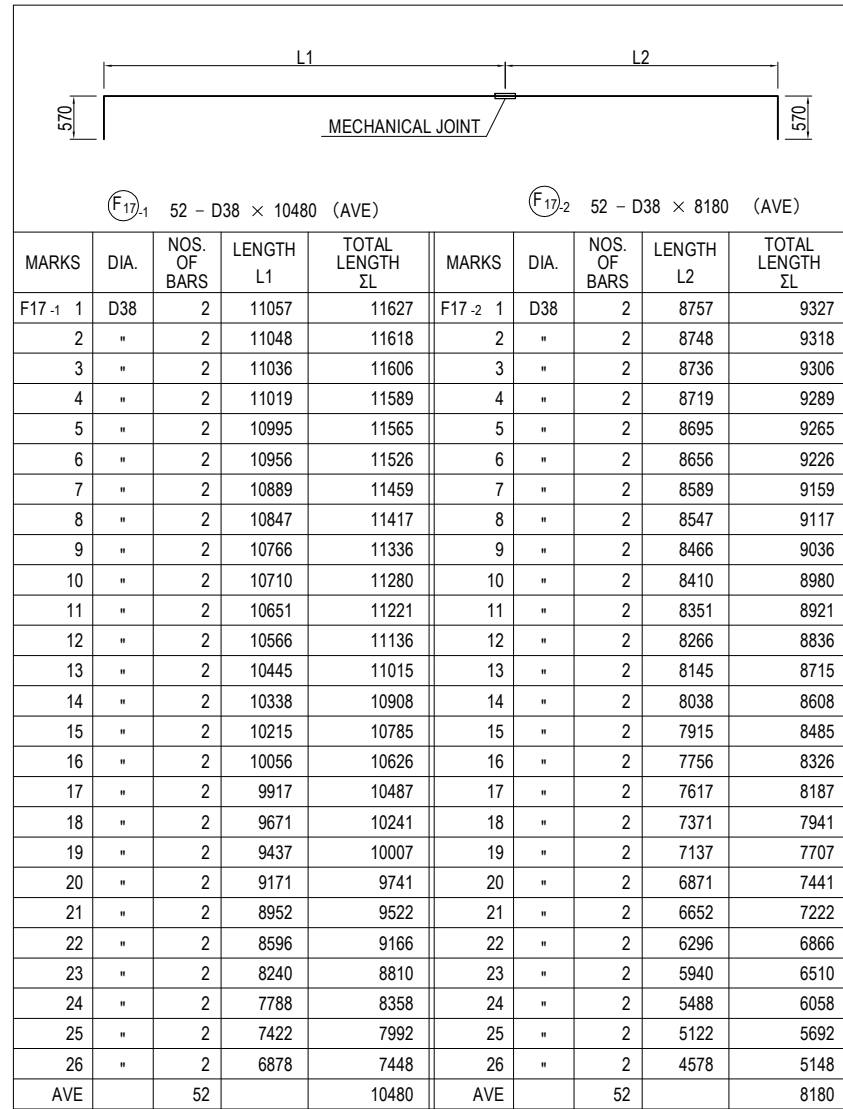 L1 L2
570 570
MECHANICAL JOINT
F17-1 52 - D38 × 10480 (AVE) F17-2 52 - D38 × 8180 (AVE)
MARKS DIA. NOS. OF BARS LENGTH L1 TOTAL LENGTH ΣL MARKS DIA. NOS. OF BARS LENGTH L2 TOTAL LENGTH ΣL
F17 -1 1 D38 2 11057 11627 F17 -2 1 D38 2 8757 9327
2 " 2 11048 11618 2 " 2 8748 9318
3 " 2 11036 11606 3 " 2 8736 9306
4 " 2 11019 11589 4 " 2 8719 9289
5 " 2 10995 11565 5 " 2 8695 9265
6 " 2 10956 11526 6 " 2 8656 9226
7 " 2 10889 11459 7 " 2 8589 9159
8 " 2 10847 11417 8 " 2 8547 9117
9 " 2 10766 11336 9 " 2 8466 9036
10 " 2 10710 11280 10 " 2 8410 8980
11 " 2 10651 11221 11 " 2 8351 8921
12 " 2 10566 11136 12 " 2 8266 8836
13 " 2 10445 11015 13 " 2 8145 8715
14 " 2 10338 10908 14 " 2 8038 8608
15 " 2 10215 10785 15 " 2 7915 8485
16 " 2 10056 10626 16 " 2 7756 8326
17 " 2 9917 10487 17 " 2 7617 8187
18 " 2 9671 10241 18 " 2 7371 7941
19 " 2 9437 10007 19 " 2 7137 7707
20 " 2 9171 9741 20 " 2 6871 7441
21 " 2 8952 9522 21 " 2 6652 7222
22 " 2 8596 9166 22 " 2 6296 6866
23 " 2 8240 8810 23 " 2 5940 6510
24 " 2 7788 8358 24 " 2 5488 6058
25 " 2 7422 7992 25 " 2 5122 5692
26 " 2 6878 7448 26 " 2 4578 5148
AVE 52 10480 AVE 52 8180